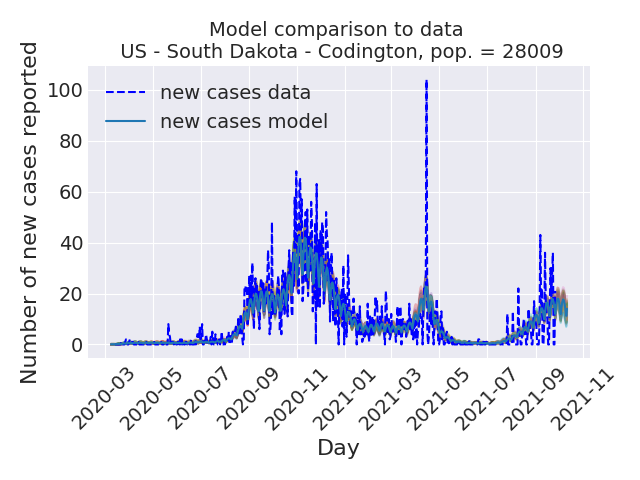 Model comparison to data
US - South Dakota - Codington, pop. = 28009
Number of new cases reported
new cases data
new cases model
100
80
60
40
20
0
2020-03
2020-05
2020-07
2020-09
2020-11
2021-01
2021-03
2021-05
2021-07
2021-09
2021-11
Day